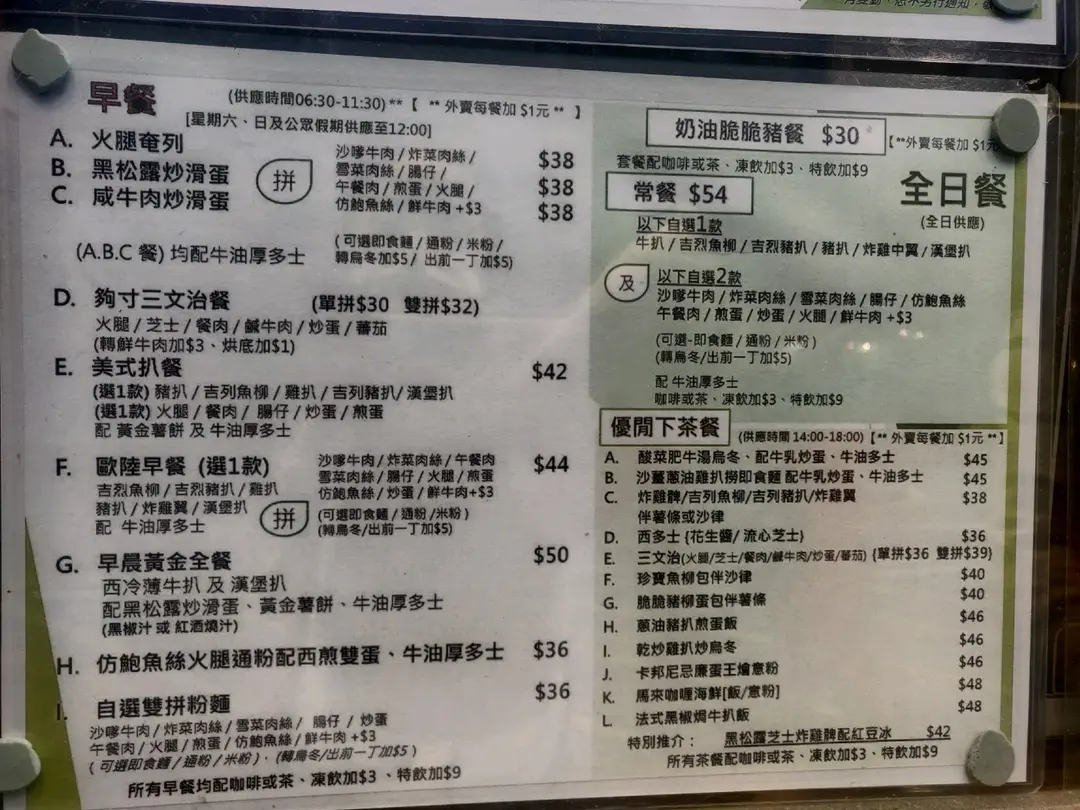 早餐 (供應時間06:30-11:30)**【 ** 外賣每餐加 $1元 ** 】
[星期六、日及公眾假期供應至12:00]
A. 火腿奄列
B. 黑松露炒滑蛋
C. 咸牛肉炒滑蛋
拼
沙嗲牛肉 / 炸菜肉絲 / $38
雪菜肉絲 / 腸仔 /
午餐肉 / 煎蛋 / 火腿 / $38
仿鮑魚絲 / 鮮牛肉 +$3 $38
(A.B.C 餐) 均配牛油厚多士
(可選即食麵 / 通粉 / 米粉 /
轉烏冬加$5 / 出前一丁加$5)
D. 夠寸三文治餐 (單拼$30 雙拼$32)
火腿 / 芝士 / 餐肉 / 鹹牛肉 / 炒蛋 / 蕃茄
(轉鮮牛肉加$3、烘底加$1)
E. 美式扒餐 $42
(選1款) 豬扒 / 吉列魚柳 / 雞扒 / 吉列豬扒 / 漢堡扒
(選1款) 火腿 / 餐肉 / 腸仔 / 炒蛋 / 煎蛋
配 黃金薯餅 及 牛油厚多士
F. 歐陸早餐 (選1款) $44
吉烈魚柳 / 吉烈豬扒 / 雞扒
豬扒 / 炸雞翼 / 漢堡扒
配 牛油厚多士
拼
沙嗲牛肉 / 炸菜肉絲 / 午餐肉
雪菜肉絲 / 腸仔 / 火腿 / 煎蛋
仿鮑魚絲 / 炒蛋 / 鮮牛肉+$3
(可選即食麵 / 通粉 / 米粉 )
(轉烏冬/出前一丁加$5)
G. 早晨黃金全餐 $50
西冷薄牛扒 及 漢堡扒
配黑松露炒滑蛋、黃金薯餅、牛油厚多士
(黑椒汁 或 紅酒燒汁)
H. 仿鮑魚絲火腿通粉配西煎雙蛋、牛油厚多士 $36
I. 自選雙拼粉麵 $36
沙嗲牛肉 / 炸菜肉絲 / 雪菜肉絲 / 腸仔 / 炒蛋
午餐肉 / 火腿 / 煎蛋 / 仿鮑魚絲 / 鮮牛肉 +$3
( 可選即食麵 / 通粉 / 米粉 )．(轉烏冬/出前一丁加$5 )
所有早餐均配咖啡或茶、凍飲加$3 、特飲加$9
奶油脆脆豬餐 $30 【**外賣每餐加 $1元
套餐配咖啡或茶、凍飲加$3、特飲加$9
全日餐
(全日供應)
常餐 $54
以下自選1款
牛扒 / 吉烈魚柳 / 吉烈豬扒 / 豬扒 / 炸雞中翼 / 漢堡扒
及
以下自選2款
沙嗲牛肉 / 炸菜肉絲 / 雪菜肉絲 / 腸仔 / 仿鮑魚絲
午餐肉 / 煎蛋 / 炒蛋 / 火腿 / 鮮牛肉 +$3
(可選-即食麵 / 通粉 / 米粉 )
(轉烏冬/出前一丁加$5)
配 牛油厚多士
咖啡或茶、凍飲加$3、特飲加$9
優閒下茶餐 (供應時間 14:00-18:00)【** 外賣每餐加 $1元 **】
A. 酸菜肥牛湯烏冬、配牛乳炒蛋、牛油多士 $45
B. 沙薑蔥油雞扒撈即食麵 配牛乳炒蛋、牛油多士 $45
C. 炸雞髀/吉烈魚柳/吉烈豬扒/炸雞翼 $38
伴薯條或沙律
D. 西多士 {花生醬/ 流心芝士} $36
E. 三文治(火腿/芝士/餐肉/鹹牛肉/炒蛋/蕃茄) {單拼$36 雙拼$39)
F. 珍寶魚柳包伴沙律 $40
G. 脆脆豬柳蛋包伴薯條 $40
H. 蔥油豬扒煎蛋飯 $46
I. 乾炒雞扒炒烏冬 $46
J. 卡邦尼忌廉蛋王燴意粉 $46
K. 馬來咖喱海鮮[飯/意粉] $48
L. 法式黑椒焗牛扒飯 $48
特別推介： 黑松露芝士炸雞髀配紅豆冰 $42
所有茶餐配咖啡或茶、凍飲加$3、特飲加$9